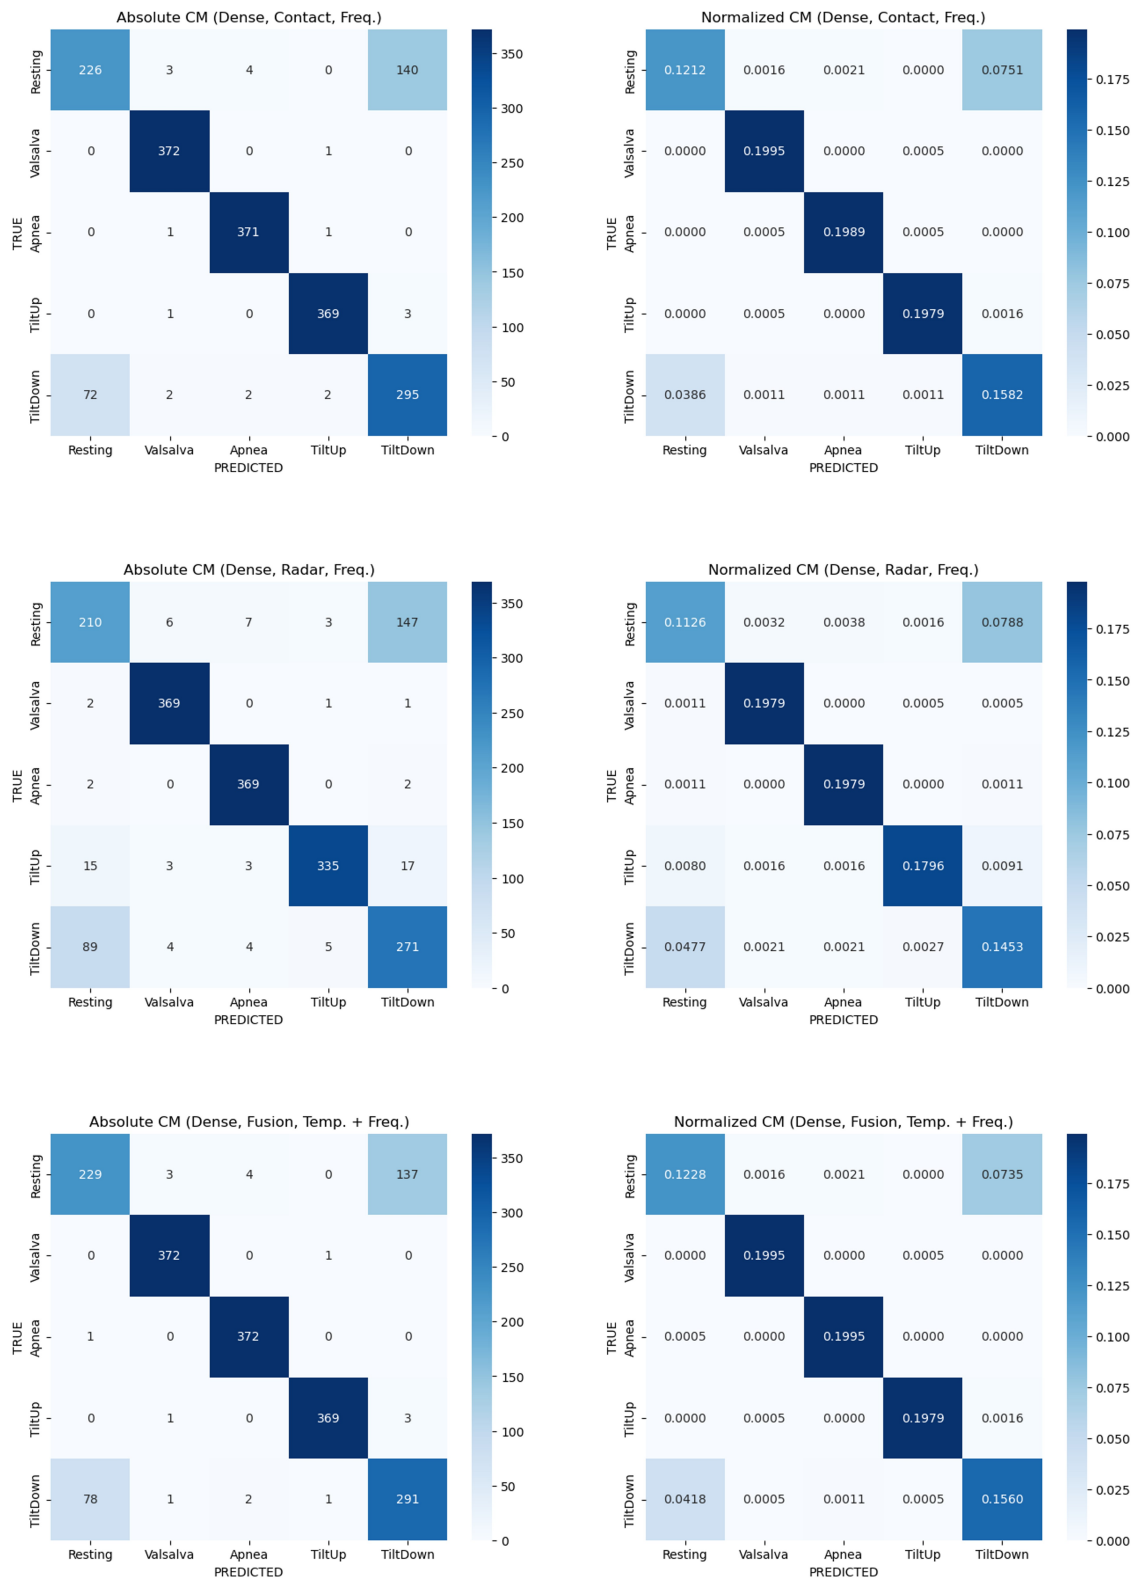 Absolute CM (Dense, Contact, Freq.)
Resting 226 3 4 0 140
Valsalva 0 372 0 1 0
Apnea 0 1 371 1 0
TiltUp 0 1 0 369 3
TiltDown 72 2 2 2 295
TRUE
Resting Valsalva Apnea TiltUp TiltDown
PREDICTED
350
300
250
200
150
100
50
0
Normalized CM (Dense, Contact, Freq.)
Resting 0.1212 0.0016 0.0021 0.0000 0.0751
Valsalva 0.0000 0.1995 0.0000 0.0005 0.0000
Apnea 0.0000 0.0005 0.1989 0.0005 0.0000
TiltUp 0.0000 0.0005 0.0000 0.1979 0.0016
TiltDown 0.0386 0.0011 0.0011 0.0011 0.1582
TRUE
Resting Valsalva Apnea TiltUp TiltDown
PREDICTED
0.175
0.150
0.125
0.100
0.075
0.050
0.025
0.000
Absolute CM (Dense, Radar, Freq.)
Resting 210 6 7 3 147
Valsalva 2 369 0 1 1
Apnea 2 0 369 0 2
TiltUp 15 3 3 335 17
TiltDown 89 4 4 5 271
TRUE
Resting Valsalva Apnea TiltUp TiltDown
PREDICTED
350
300
250
200
150
100
50
0
Normalized CM (Dense, Radar, Freq.)
Resting 0.1126 0.0032 0.0038 0.0016 0.0788
Valsalva 0.0011 0.1979 0.0000 0.0005 0.0005
Apnea 0.0011 0.0000 0.1979 0.0000 0.0011
TiltUp 0.0080 0.0016 0.0016 0.1796 0.0091
TiltDown 0.0477 0.0021 0.0021 0.0027 0.1453
TRUE
Resting Valsalva Apnea TiltUp TiltDown
PREDICTED
0.175
0.150
0.125
0.100
0.075
0.050
0.025
0.000
Absolute CM (Dense, Fusion, Temp. + Freq.)
Resting 229 3 4 0 137
Valsalva 0 372 0 1 0
Apnea 1 0 372 0 0
TiltUp 0 1 0 369 3
TiltDown 78 1 2 1 291
TRUE
Resting Valsalva Apnea TiltUp TiltDown
PREDICTED
350
300
250
200
150
100
50
0
Normalized CM (Dense, Fusion, Temp. + Freq.)
Resting 0.1228 0.0016 0.0021 0.0000 0.0735
Valsalva 0.0000 0.1995 0.0000 0.0005 0.0000
Apnea 0.0005 0.0000 0.1995 0.0000 0.0000
TiltUp 0.0000 0.0005 0.0000 0.1979 0.0016
TiltDown 0.0418 0.0005 0.0011 0.0005 0.1560
TRUE
Resting Valsalva Apnea TiltUp TiltDown
PREDICTED
0.175
0.150
0.125
0.100
0.075
0.050
0.025
0.000